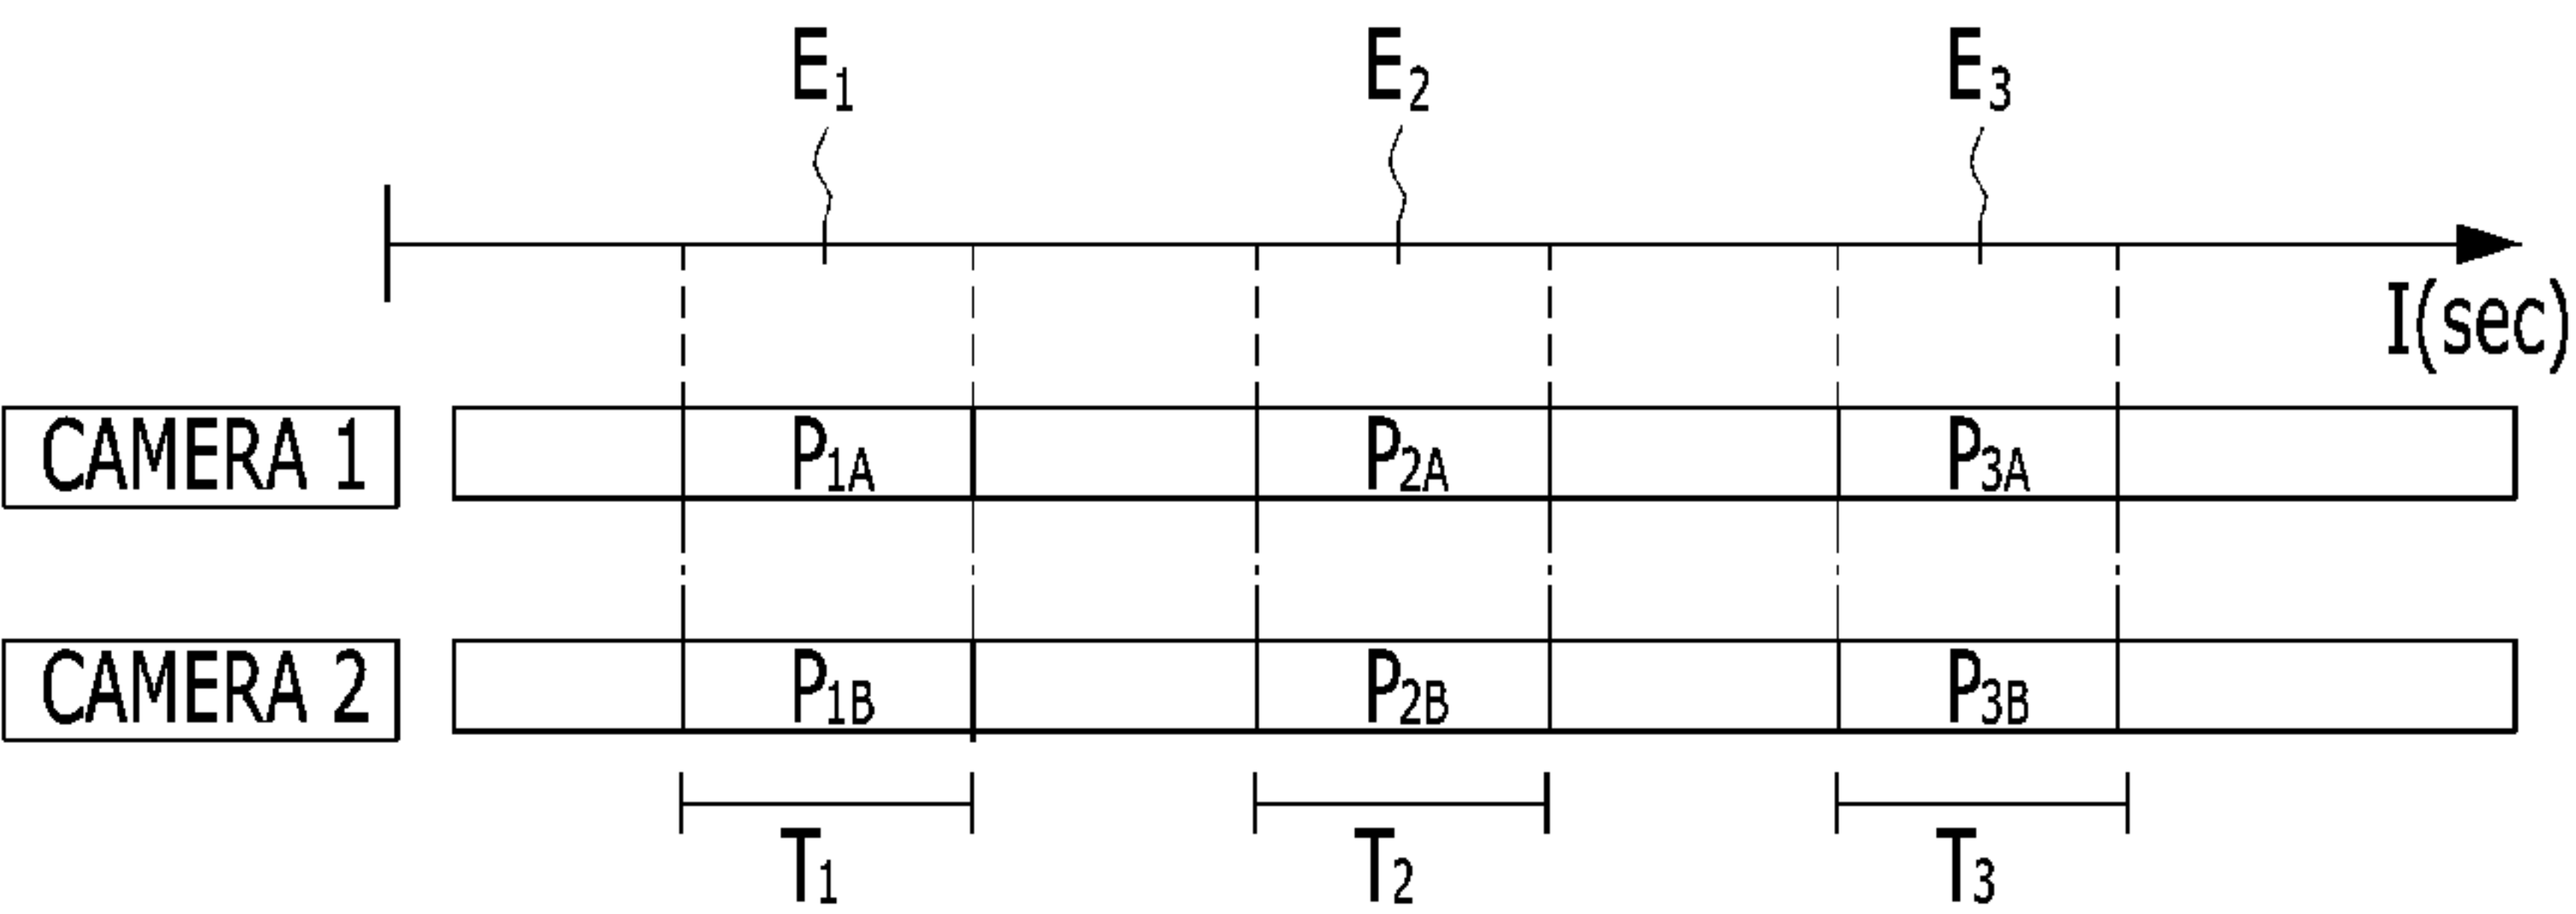 E1 E2 E3
I(sec)
CAMERA 1 P1A P2A P3A
CAMERA 2 P1B P2B P3B
T1 T2 T3